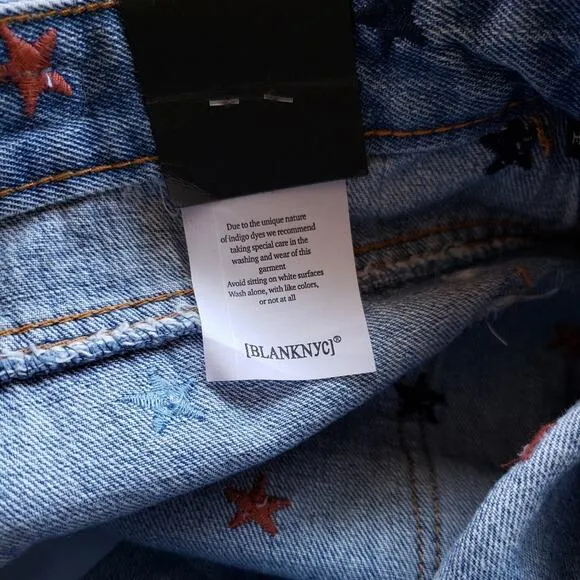 Due to the unique nature
of indigo dyes we recommend
taking special care in the
washing and wear of this
garment
Avoid sitting on white surfaces
Wash alone, with like colors,
or not at all
[BLANKNYC]®